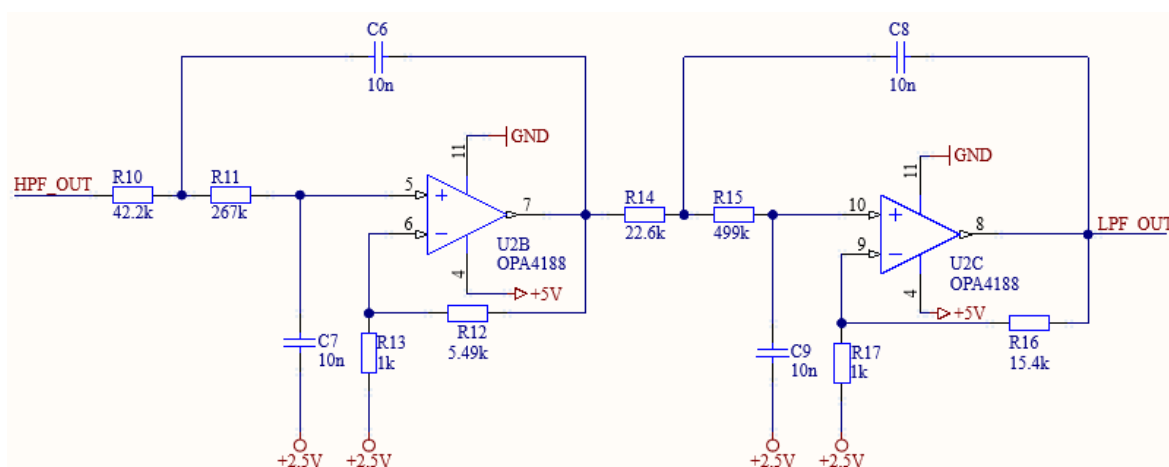 C6
10n
C8
10n
GND
11
GND
11
HPF_OUT
R10
42.2k
R11
267k
5
+
7
6
−
U2B
OPA4188
4
+5V
R14
22.6k
R15
499k
10
+
8
9
−
U2C
OPA4188
4
+5V
LPF_OUT
C7
10n
R13
1k
R12
5.49k
C9
10n
R17
1k
R16
15.4k
+2.5V
+2.5V
+2.5V
+2.5V